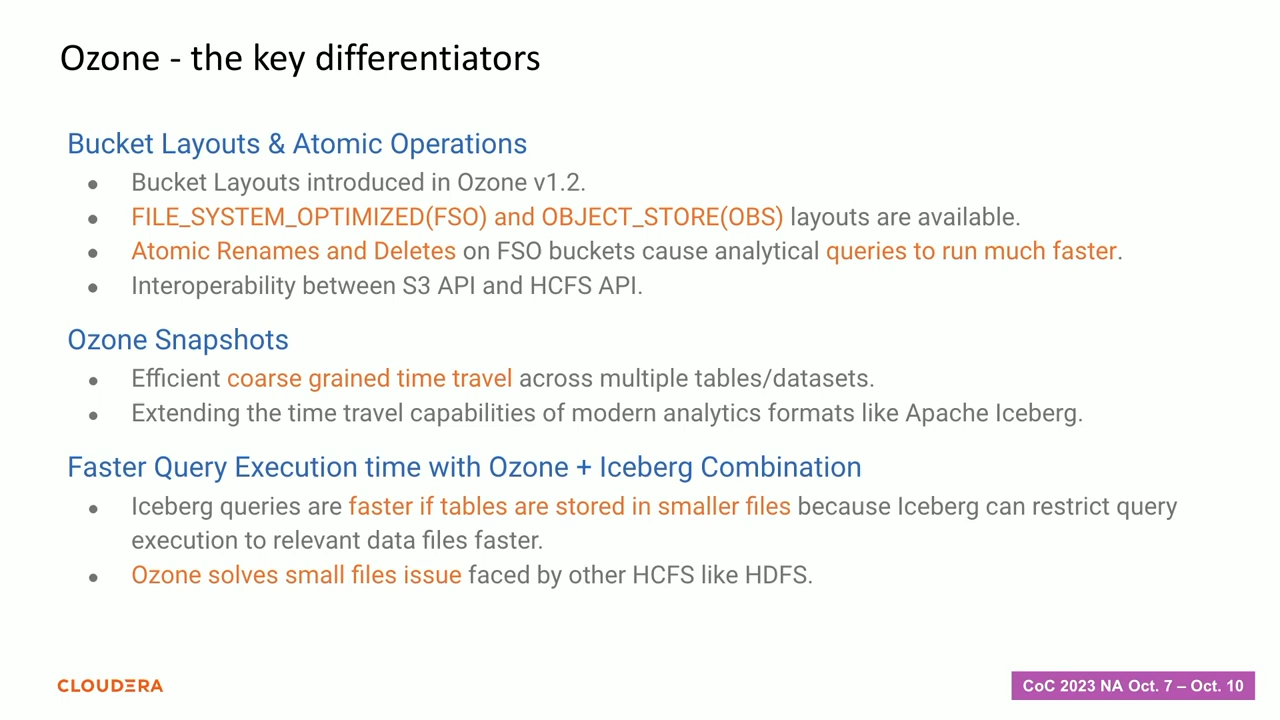 Ozone - the key differentiators
Bucket Layouts & Atomic Operations
● Bucket Layouts introduced in Ozone v1.2.
● FILE_SYSTEM_OPTIMIZED(FSO) and OBJECT_STORE(OBS) layouts are available.
● Atomic Renames and Deletes on FSO buckets cause analytical queries to run much faster.
● Interoperability between S3 API and HCFS API.
Ozone Snapshots
● Efficient coarse grained time travel across multiple tables/datasets.
● Extending the time travel capabilities of modern analytics formats like Apache Iceberg.
Faster Query Execution time with Ozone + Iceberg Combination
● Iceberg queries are faster if tables are stored in smaller files because Iceberg can restrict query
execution to relevant data files faster.
● Ozone solves small files issue faced by other HCFS like HDFS.
CLOUDERA
CoC 2023 NA Oct. 7 – Oct. 10